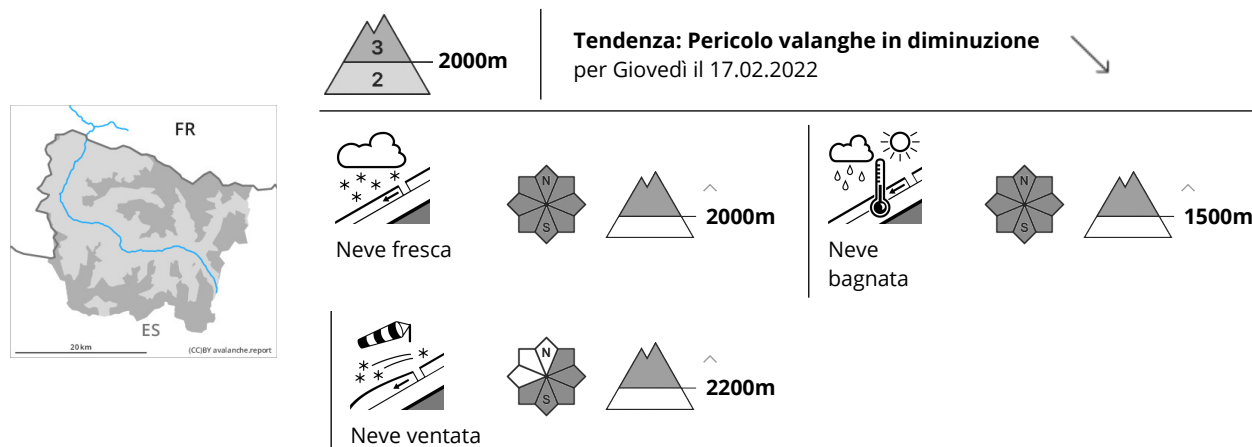 3
2
2000m
Tendenza: Pericolo valanghe in diminuzione
per Giovedì il 17.02.2022
FR
ES
20 km
(CC)BY avalanche.report
N
S
2000m
Neve fresca
N
S
1500m
Neve
bagnata
N
S
2200m
Neve ventata